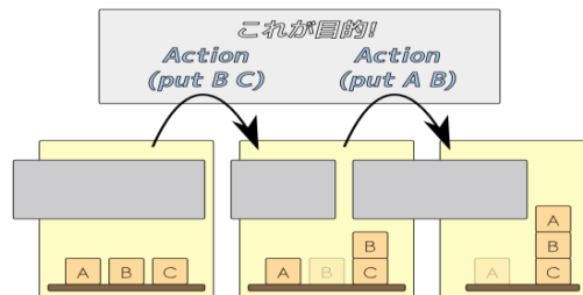 これが目的!
Action Action
(put B C) (put A B)
A B C
A B B C
A A B C